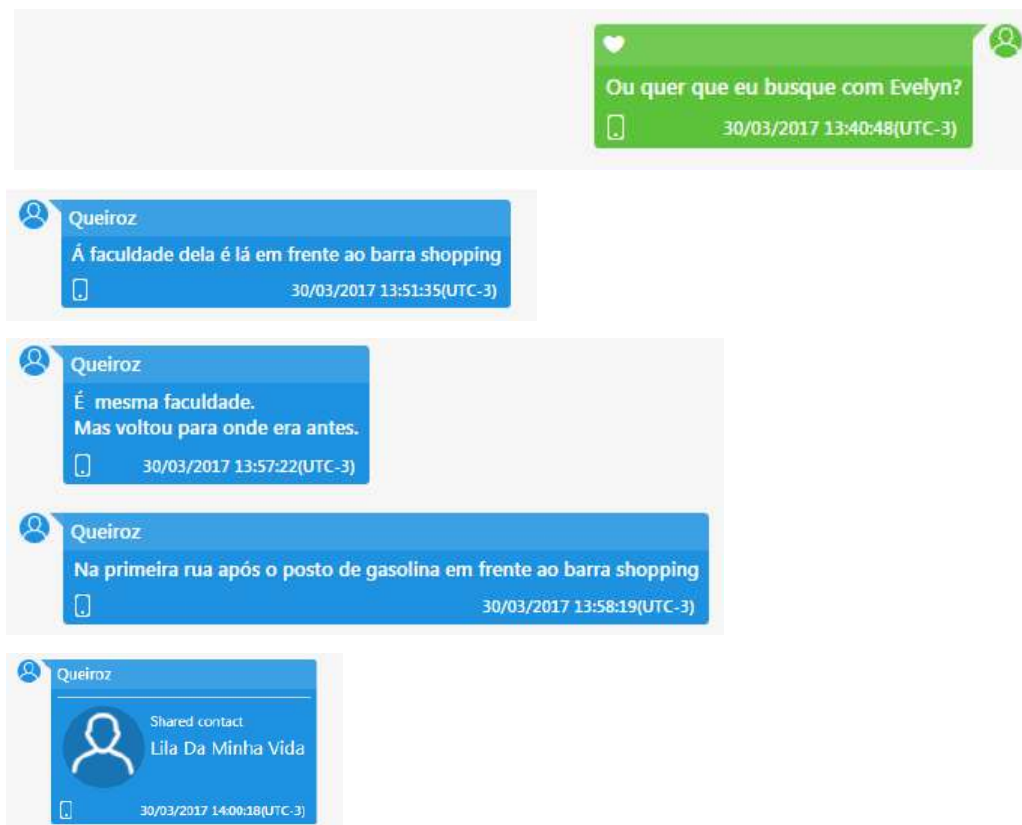 Ou quer que eu busque com Evelyn?
30/03/2017 13:40:48(UTC-3)
Queiroz
Á faculdade dela é lá em frente ao barra shopping
30/03/2017 13:51:35(UTC-3)
Queiroz
É mesma faculdade.
Mas voltou para onde era antes.
30/03/2017 13:57:22(UTC-3)
Queiroz
Na primeira rua após o posto de gasolina em frente ao barra shopping
30/03/2017 13:58:19(UTC-3)
Queiroz
Shared contact
Lila Da Minha Vida
30/03/2017 14:00:18(UTC-3)